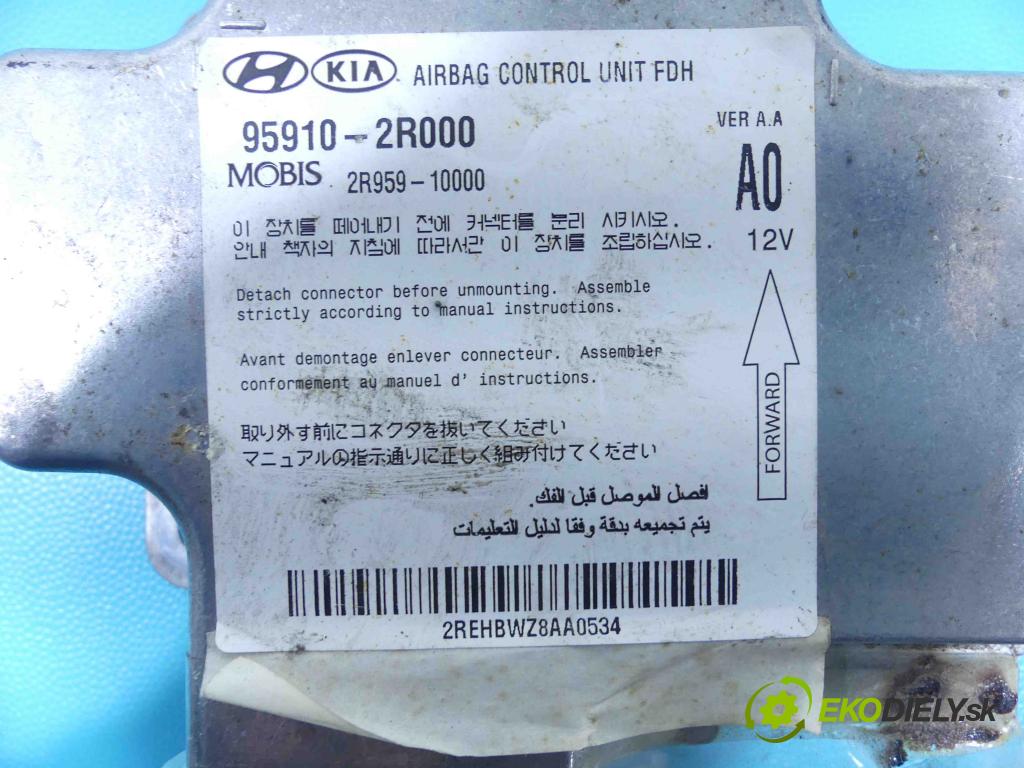 HYUNDAI KIA AIRBAG CONTROL UNIT FDH
95910-2R000 VER A.A
MOBIS 2R959-10000 A0
이 장치를 떼어내기 전에 커넥터를 분리 시키시오.
안내 책자의 지침에 따라서만 이 장치를 조립하십시오. 12V
Detach connector before unmounting. Assemble
strictly according to manual instructions.
Avant demontage enlever connecteur. Assembler
conformement au manuel d' instructions.
FORWARD
取り外す前にコネクタを抜いてください
マニュアルの指示通りに正しく組み付けてください
افصل الموصل قبل الفك.
يتم تجميعه بدقة وفقا لدليل التعليمات
2REHBWZ8AA0534
EKODIELY.sk